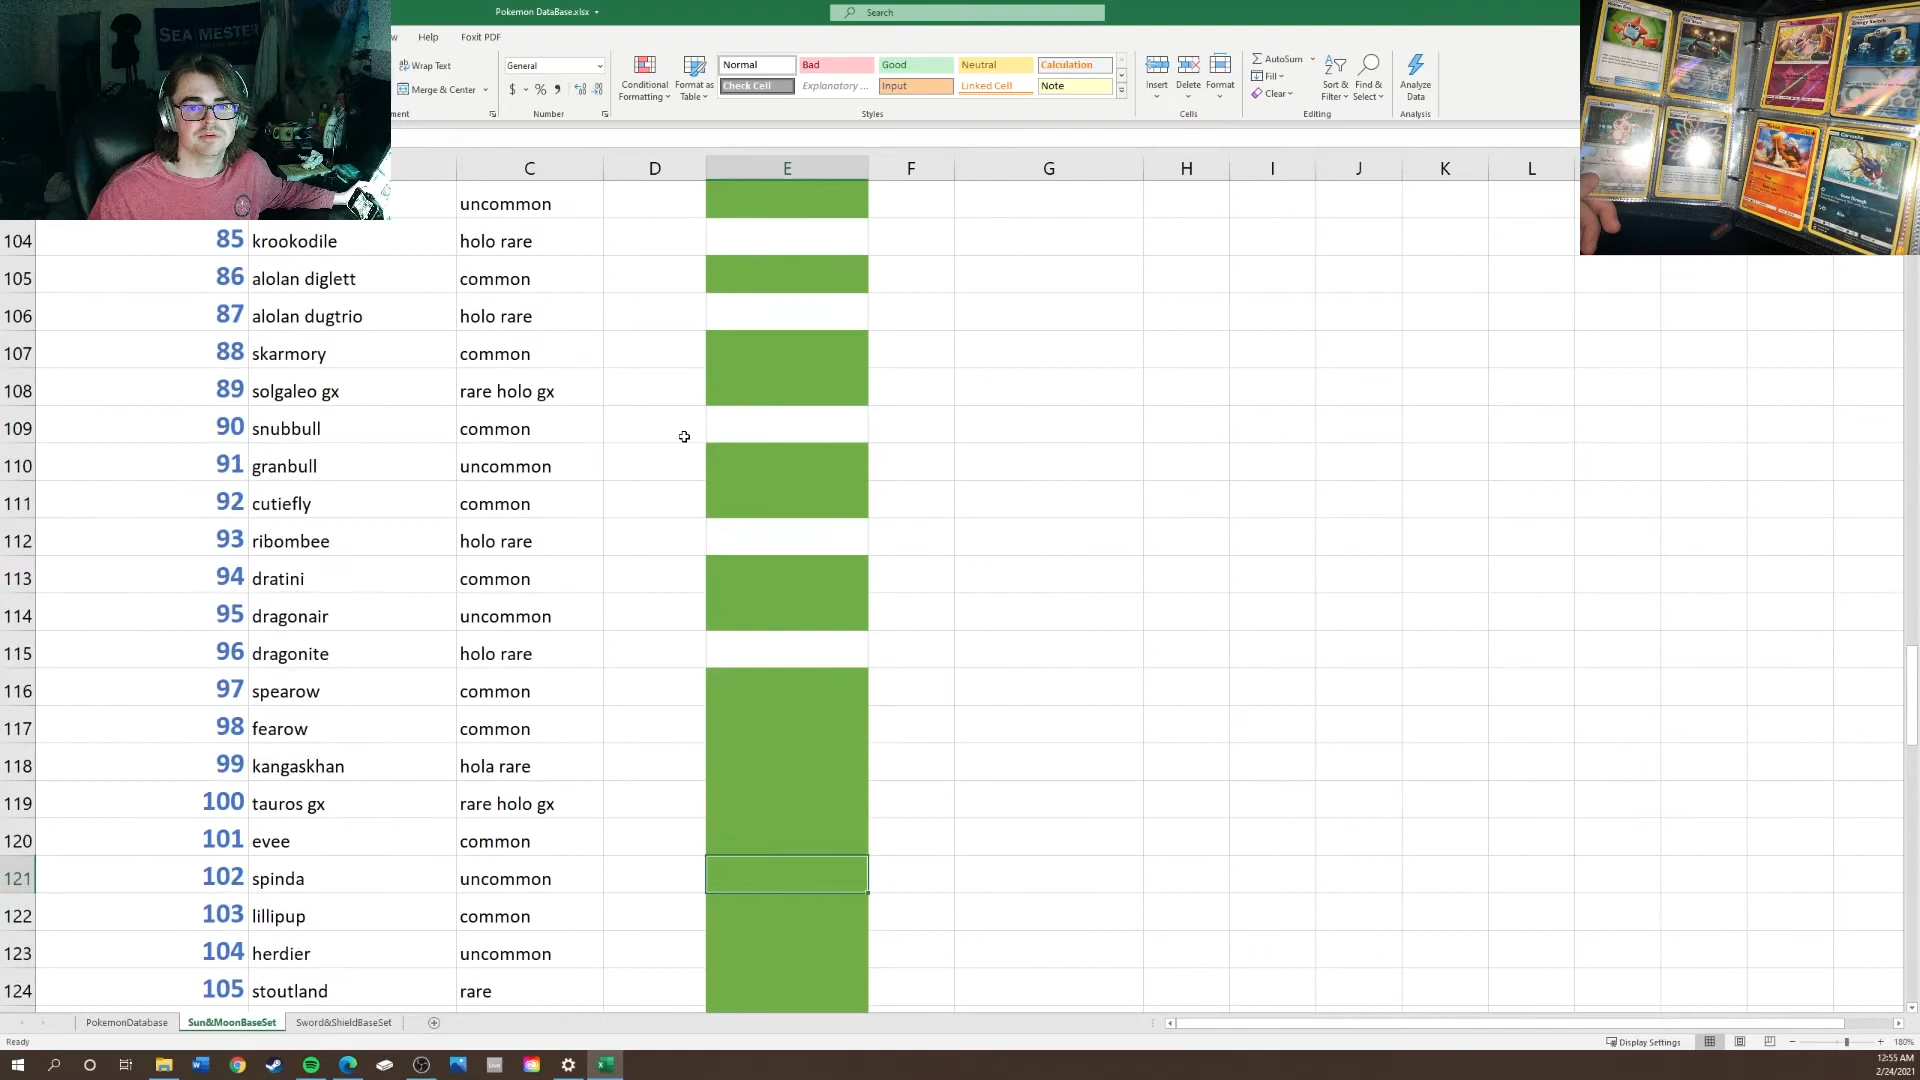 Pokemon DataBase.xlsx
Search
SEA MESTER
Help Foxit PDF
Wrap Text
General
Conditional Formatting
Format as Table
Normal Bad Good Neutral Calculation
Insert Delete Format
AutoSum
Sort & Filter
Find & Select
Analyze Data
Fill
Merge & Center
$ % ,
Check Cell Explanatory ... Input Linked Cell Note
Clear
ment Number Styles Cells Editing Analysis
C D E F G H I J K L
uncommon
104 85 krookodile holo rare
105 86 alolan diglett common
106 87 alolan dugtrio holo rare
107 88 skarmory common
108 89 solgaleo gx rare holo gx
109 90 snubbull common
110 91 granbull uncommon
111 92 cutiefly common
112 93 ribombee holo rare
113 94 dratini common
114 95 dragonair uncommon
115 96 dragonite holo rare
116 97 spearow common
117 98 fearow common
118 99 kangaskhan hola rare
119 100 tauros gx rare holo gx
120 101 evee common
121 102 spinda uncommon
122 103 lillipup common
123 104 herdier uncommon
124 105 stoutland rare
PokemonDatabase Sun&MoonBaseSet Sword&ShieldBaseSet
Ready Display Settings 180%
12:55 AM
2/24/2021